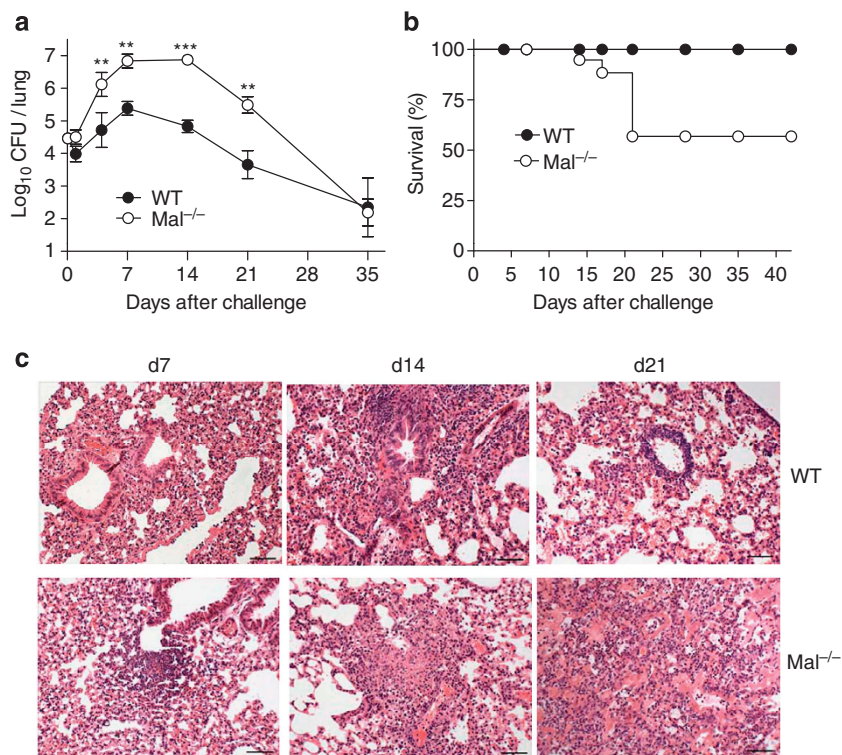 a
Log10 CFU / lung
7
6
5
4
3
2
1
** ** *** **
WT
Mal–/–
0 7 14 21 28 35
Days after challenge
b
Survival (%)
100
75
50
25
0
WT
Mal–/–
0 5 10 15 20 25 30 35 40
Days after challenge
c
d7 d14 d21
WT
Mal–/–